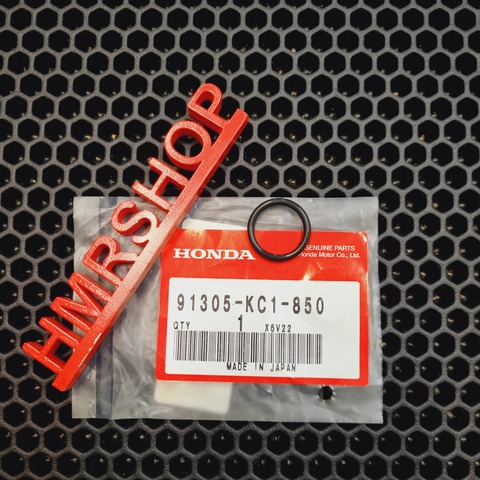 HMRSHOP
HONDA
GENUINE PARTS
Honda Motor Co., Ltd.
91305-KC1-850
QTY 1 X6V22
MADE IN JAPAN